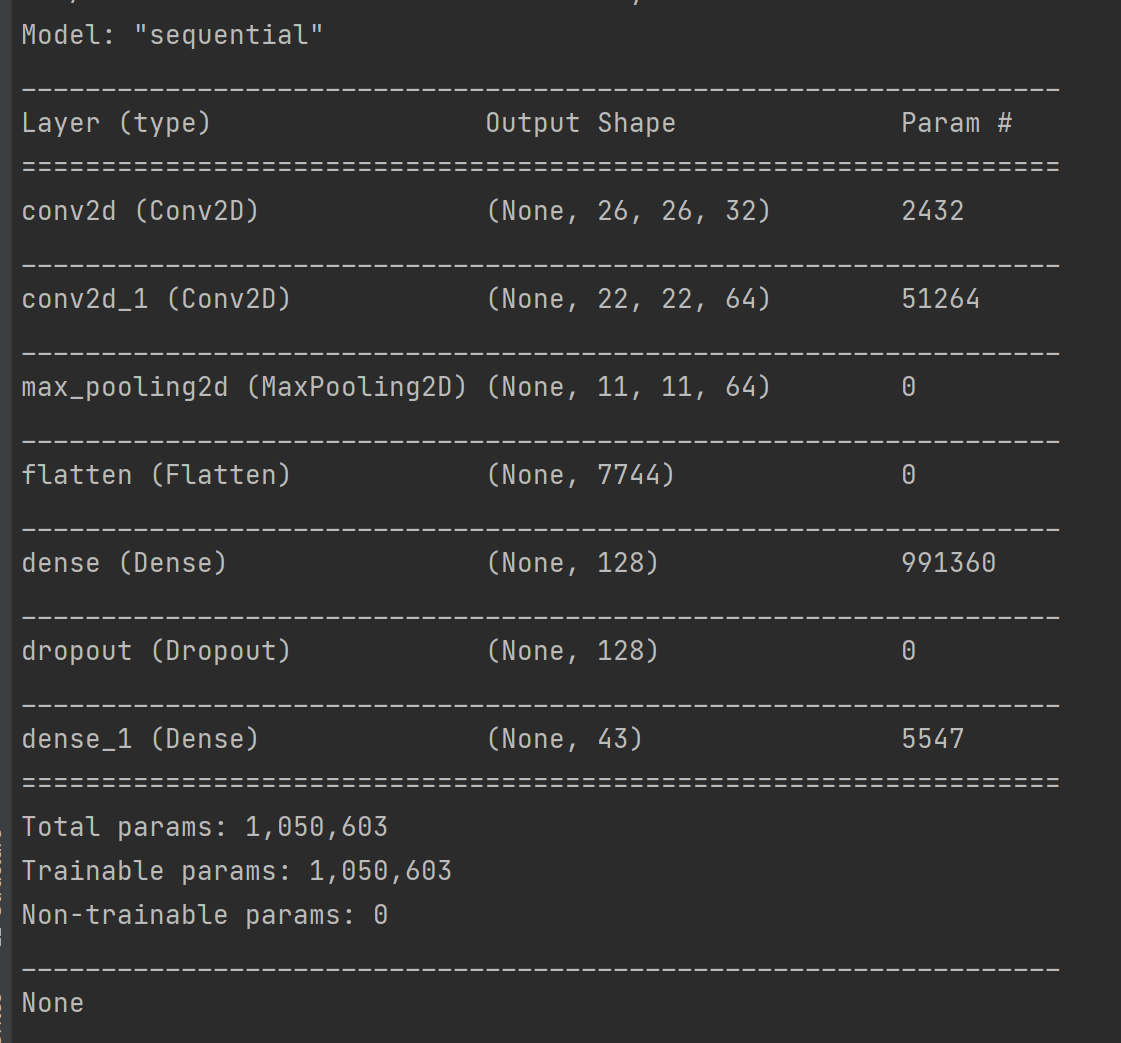 Model: "sequential"
_________________________________________________________________
Layer (type)                 Output Shape              Param #
=================================================================
conv2d (Conv2D)              (None, 26, 26, 32)        2432
_________________________________________________________________
conv2d_1 (Conv2D)            (None, 22, 22, 64)        51264
_________________________________________________________________
max_pooling2d (MaxPooling2D) (None, 11, 11, 64)        0
_________________________________________________________________
flatten (Flatten)            (None, 7744)              0
_________________________________________________________________
dense (Dense)                (None, 128)               991360
_________________________________________________________________
dropout (Dropout)            (None, 128)               0
_________________________________________________________________
dense_1 (Dense)              (None, 43)                5547
=================================================================
Total params: 1,050,603
Trainable params: 1,050,603
Non-trainable params: 0
_________________________________________________________________
None